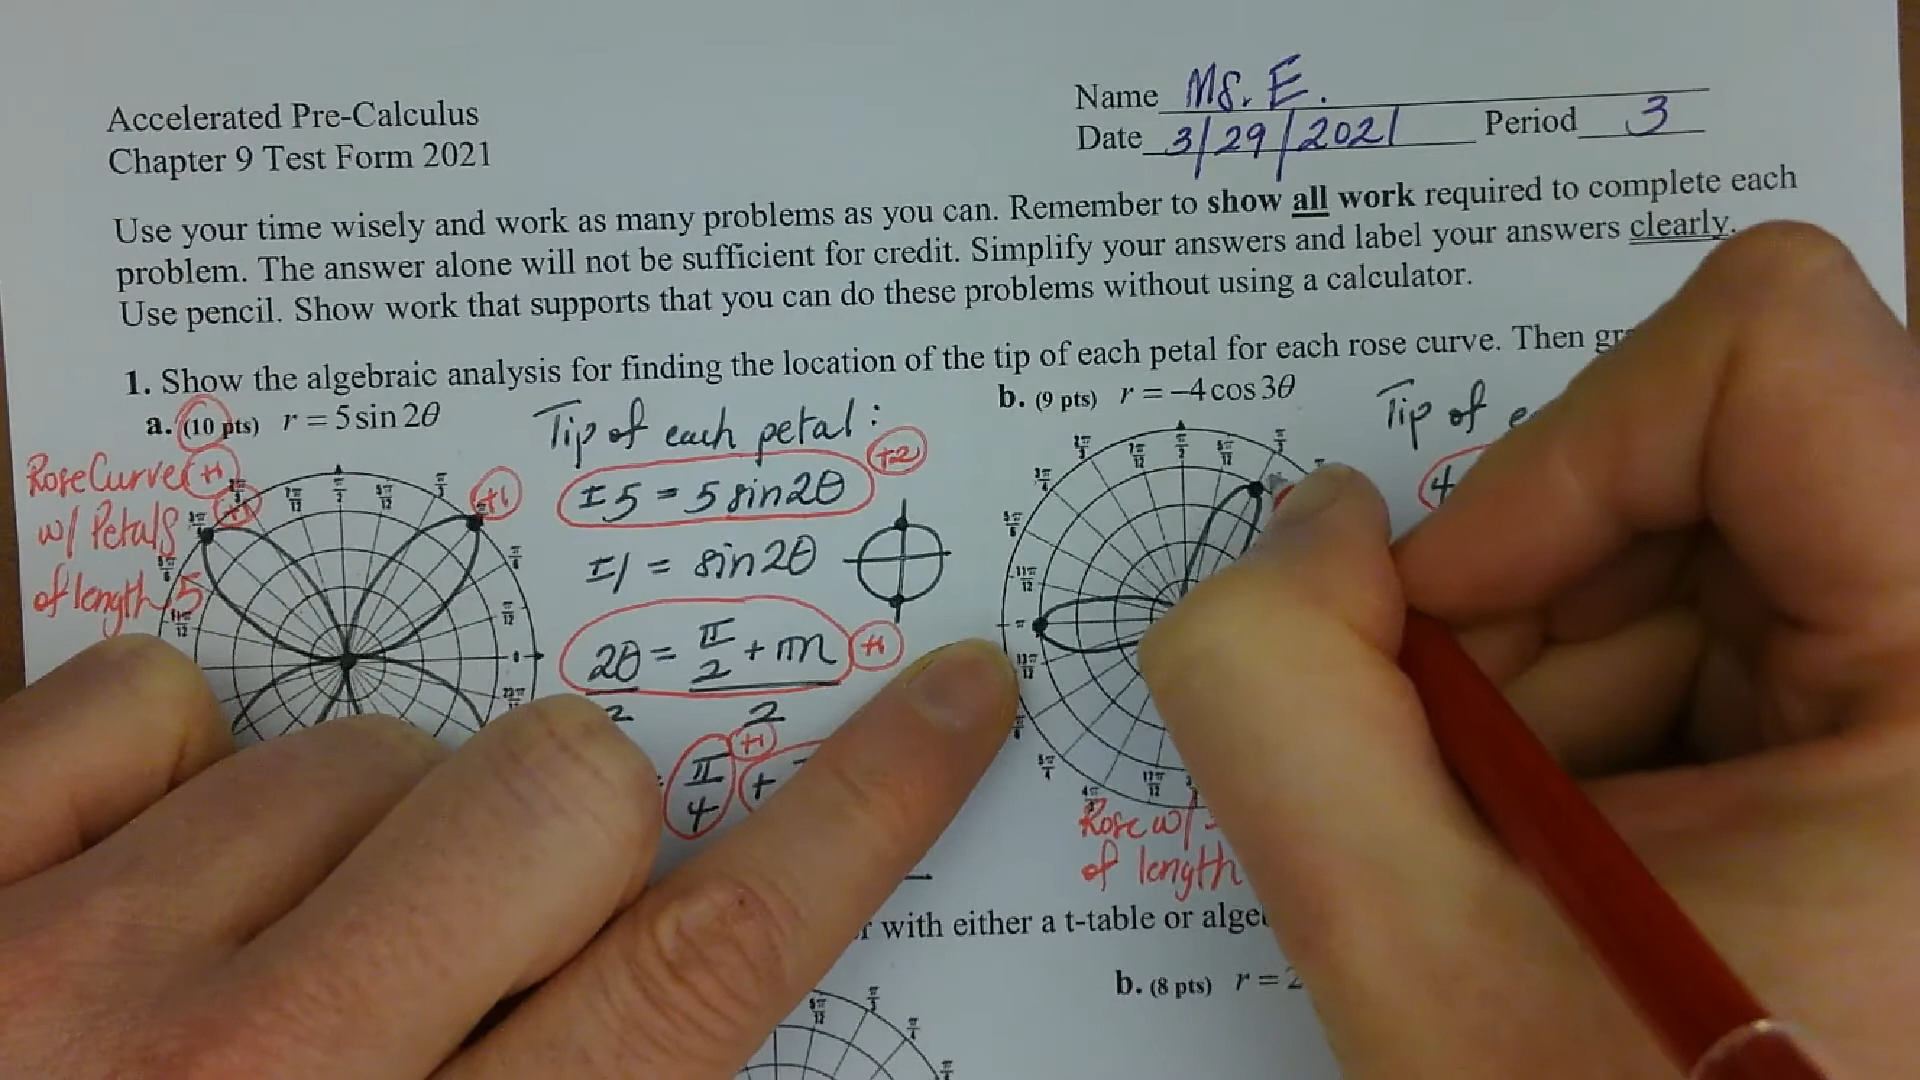 Accelerated Pre-Calculus
Chapter 9 Test Form 2021
Name Ms. E.
Date 3/29/2021 Period 3
Use your time wisely and work as many problems as you can. Remember to show all work required to complete each
problem. The answer alone will not be sufficient for credit. Simplify your answers and label your answers clearly.
Use pencil. Show work that supports that you can do these problems without using a calculator.
1. Show the algebraic analysis for finding the location of the tip of each petal for each rose curve. Then
a. (10 pts) r = 5 sin 2θ
Rose Curve +1
w/ Petals
of length 5
+1
+1
Tip of each petal:
±5 = 5 sin2θ +2
±1 = sin2θ
2θ = π/2 + πn +1
2 2
π/4 + +1
b. (9 pts) r = −4 cos 3θ
Tip of
4
Rose w/
of length
with either a t-table or
b. (8 pts) r = 2